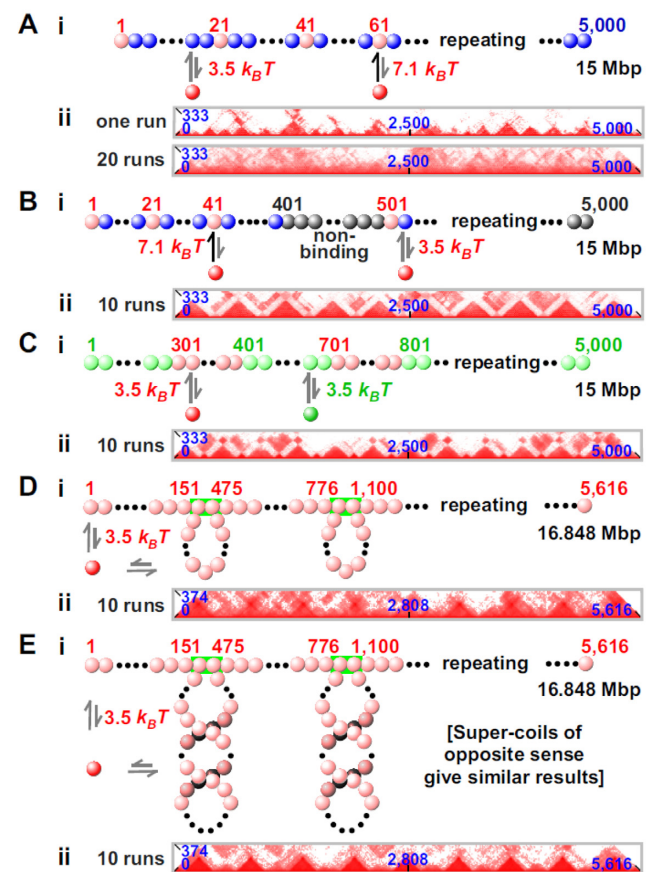 A i 1 21 41 61 5,000
repeating
3.5 kBT 7.1 kBT 15 Mbp
ii one run 333 0 2,500 5,000
20 runs 333 0 2,500 5,000
B i 1 21 41 401 501 5,000
repeating
7.1 kBT non-binding 3.5 kBT 15 Mbp
ii 10 runs 333 0 2,500 5,000
C i 1 301 401 701 801 5,000
repeating
3.5 kBT 3.5 kBT 15 Mbp
ii 10 runs 333 0 2,500 5,000
D i 1 151 475 776 1,100 5,616
repeating
3.5 kBT 16.848 Mbp
ii 10 runs 374 0 2,808 5,616
E i 1 151 475 776 1,100 5,616
repeating
16.848 Mbp
3.5 kBT
[Super-coils of
opposite sense
give similar results]
ii 10 runs 374 0 2,808 5,616